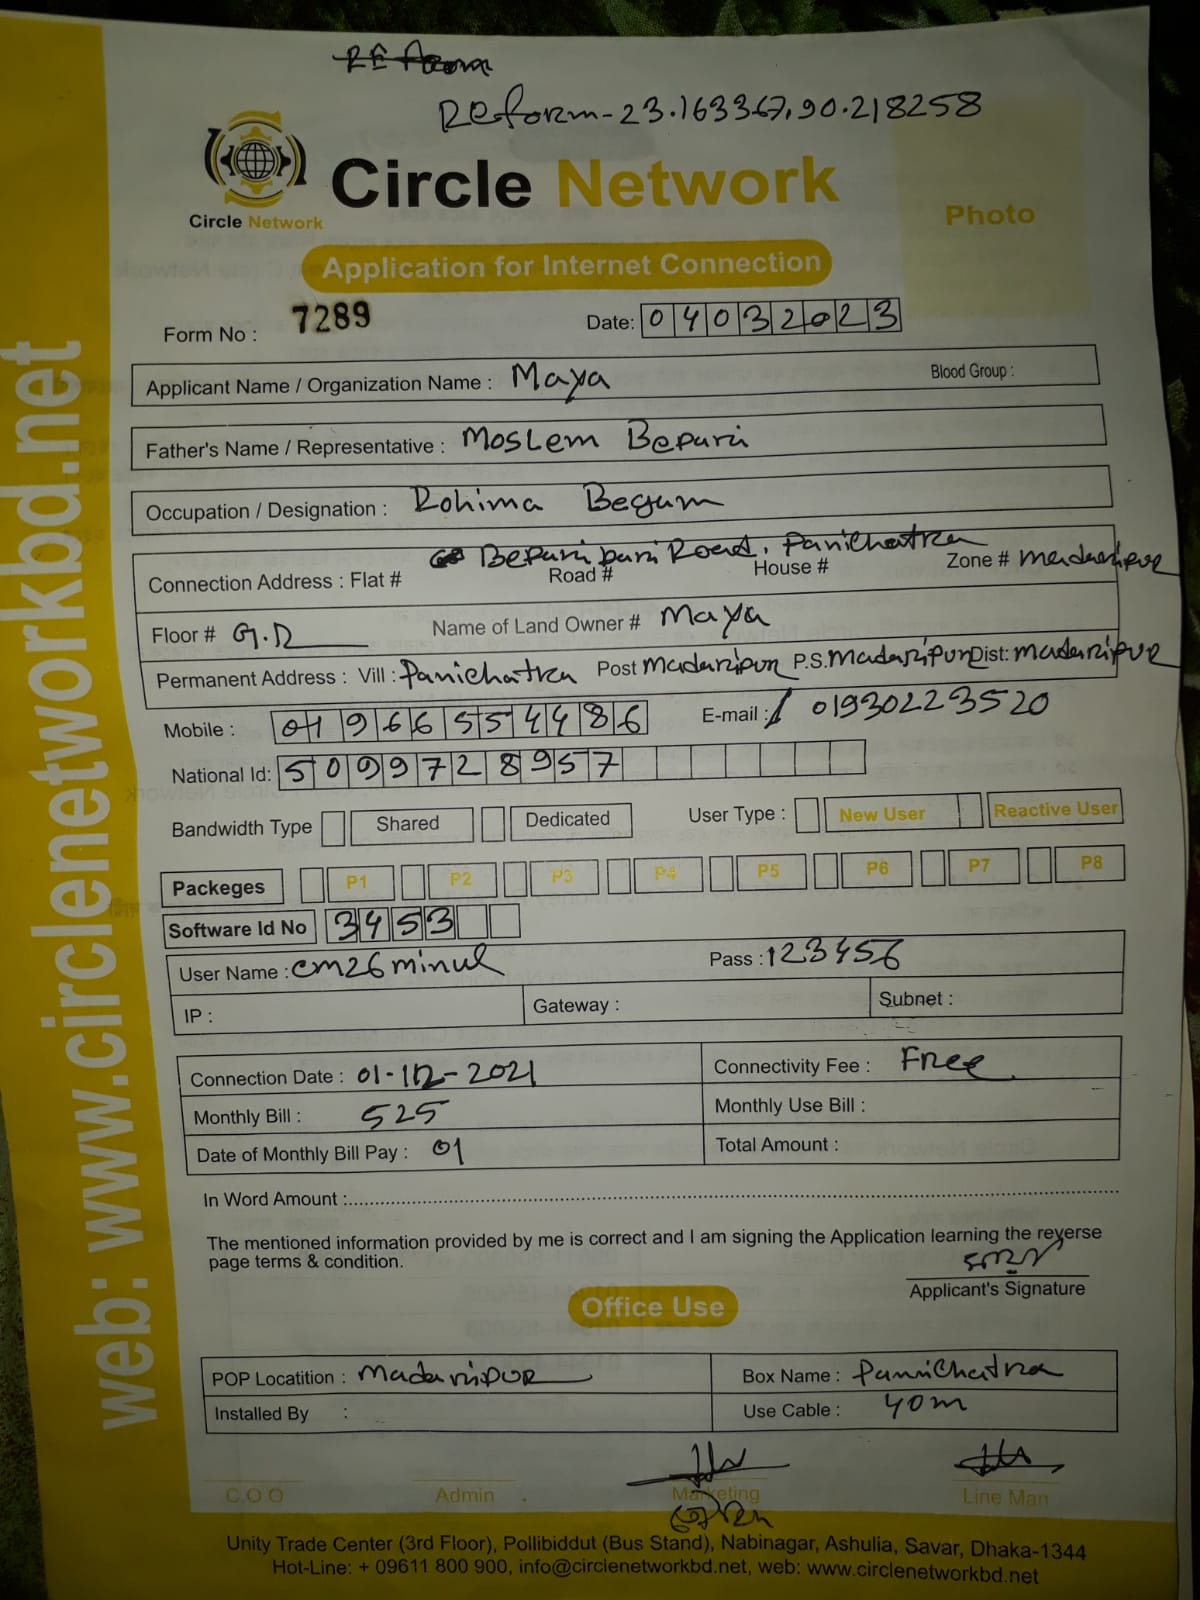 REform-23.163367,90.218258
Circle Network
Circle Network
Photo
Application for Internet Connection
Form No : 7289 Date: 04032023
Applicant Name / Organization Name : Maya Blood Group :
Father's Name / Representative : Moslem Bepari
Occupation / Designation : Rohima Begum
Bepari bari Road, Panichatra
Connection Address : Flat # Road # House # Zone # Madaripur
Floor # G.R Name of Land Owner # Maya
Permanent Address : Vill : Panichatra Post Madaripur P.S. Madaripur Dist: Madaripur
Mobile : 01966554486 E-mail : / 01930223520
National Id: 5099728957
Bandwidth Type Shared Dedicated User Type : New User Reactive User
Packeges P1 P2 P3 P4 P5 P6 P7 P8
Software Id No 3453
User Name : cm26minul Pass : 123456
IP : Gateway : Subnet :
Connection Date : 01-12-2021 Connectivity Fee : Free
Monthly Bill : 525 Monthly Use Bill :
Date of Monthly Bill Pay : 01 Total Amount :
In Word Amount :
The mentioned information provided by me is correct and I am signing the Application learning the reverse
page terms & condition.
Applicant's Signature
Office Use
POP Locatition : Madaripur Box Name : Panichatra
Installed By : Use Cable : 40m
C.O.O Admin Marketing Line Man
Unity Trade Center (3rd Floor), Pollibiddut (Bus Stand), Nabinagar, Ashulia, Savar, Dhaka-1344
Hot-Line: + 09611 800 900, info@circlenetworkbd.net, web: www.circlenetworkbd.net
web: www.circlenetworkbd.net